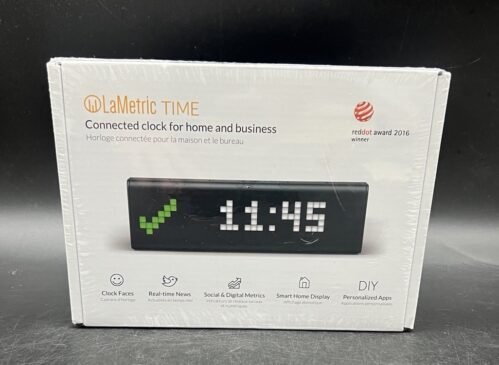 LaMetric TIME
Connected clock for home and business
Horloge connectée pour la maison et le bureau
reddot award 2016
winner
11:45
Clock Faces
Real-time News
Social & Digital Metrics
Smart Home Display
DIY
Personalized Apps